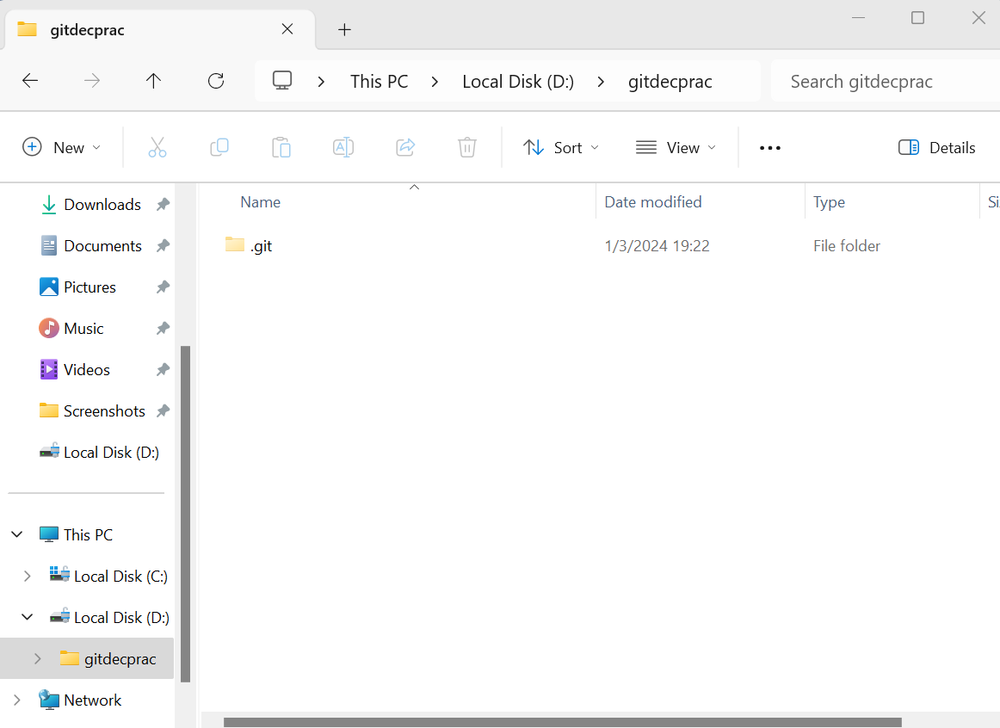 gitdecprac
This PC
Local Disk (D:)
gitdecprac
Search gitdecprac
New
Sort
View
Details
Downloads
Documents
Pictures
Music
Videos
Screenshots
Local Disk (D:)
This PC
Local Disk (C:)
Local Disk (D:)
gitdecprac
Network
Name
Date modified
Type
.git
1/3/2024 19:22
File folder